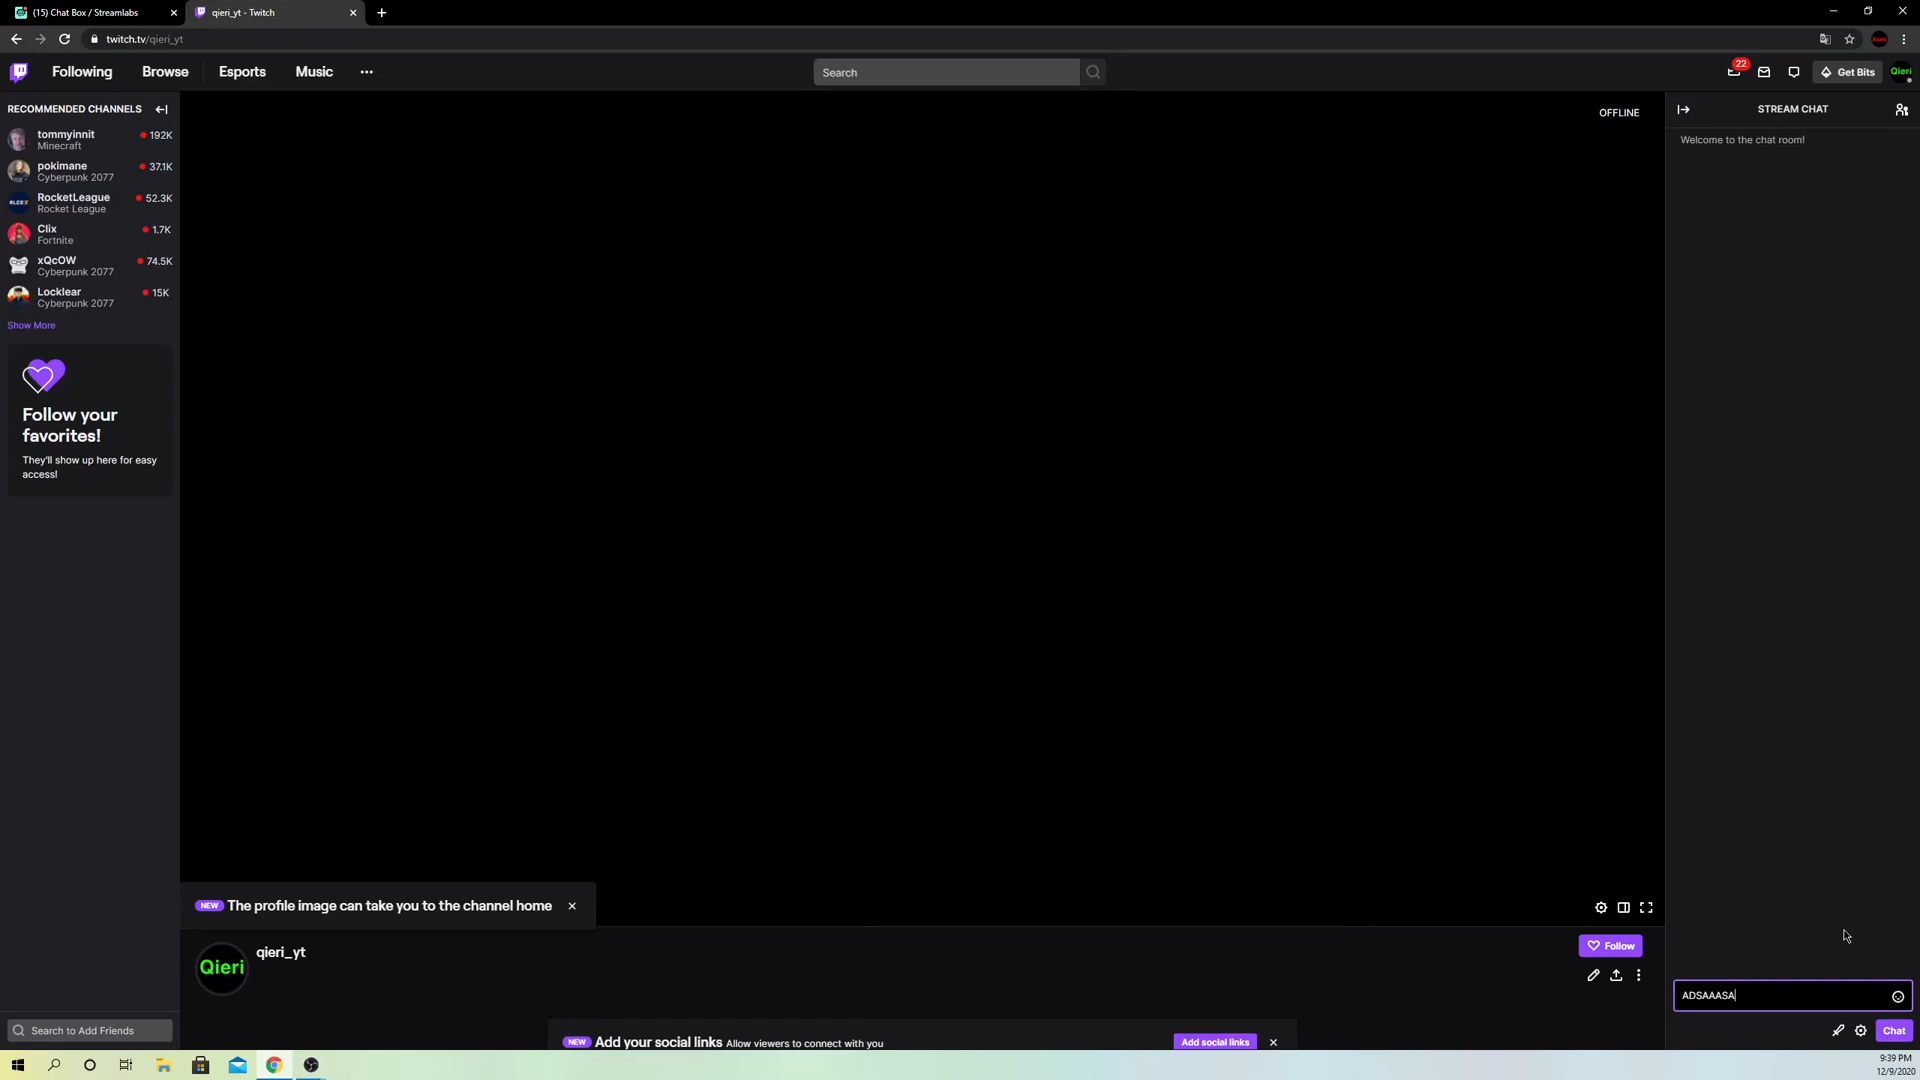 (15) Chat Box / Streamlabs
qieri_yt - Twitch
twitch.tv/qieri_yt
Following
Browse
Esports
Music
Search
22
Get Bits
Qieri
RECOMMENDED CHANNELS
tommyinnit
192K
Minecraft
pokimane
37.1K
Cyberpunk 2077
RocketLeague
52.3K
Rocket League
Clix
1.7K
Fortnite
xQcOW
74.5K
Cyberpunk 2077
Locklear
15K
Cyberpunk 2077
Show More
Follow your
favorites!
They'll show up here for easy
access!
Search to Add Friends
OFFLINE
NEW The profile image can take you to the channel home
Qieri
qieri_yt
Follow
NEW Add your social links Allow viewers to connect with you
Add social links
STREAM CHAT
Welcome to the chat room!
ADSAAASA
Chat
9:39 PM
12/9/2020